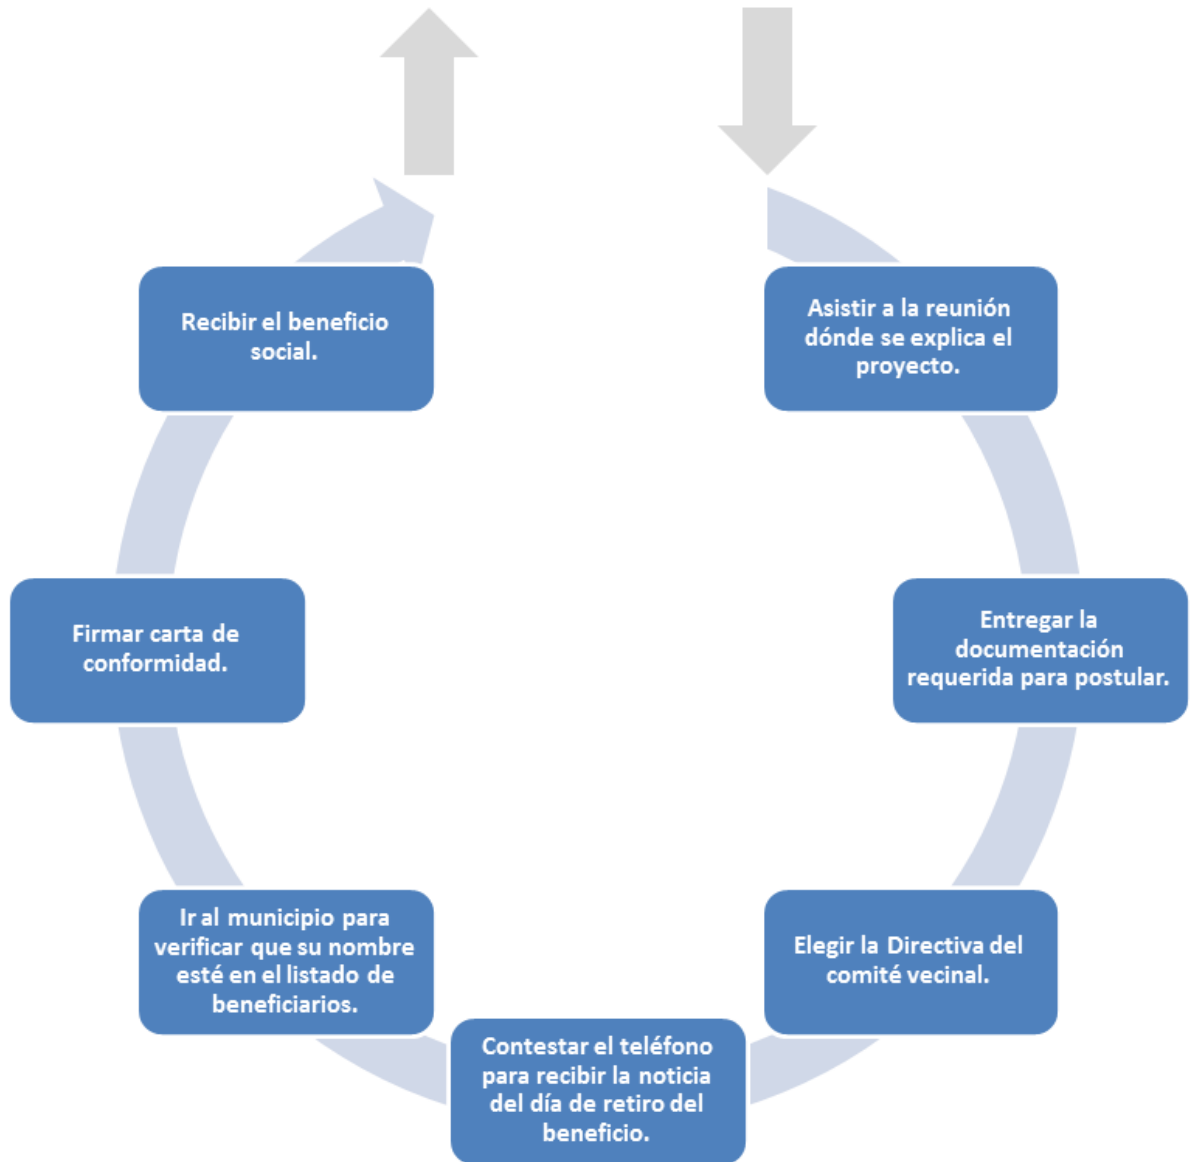 Asistir a la reunión
dónde se explica el
proyecto.
Entregar la
documentación
requerida para postular.
Elegir la Directiva del
comité vecinal.
Contestar el teléfono
para recibir la noticia
del día de retiro del
beneficio.
Ir al municipio para
verificar que su nombre
esté en el listado de
beneficiarios.
Firmar carta de
conformidad.
Recibir el beneficio
social.